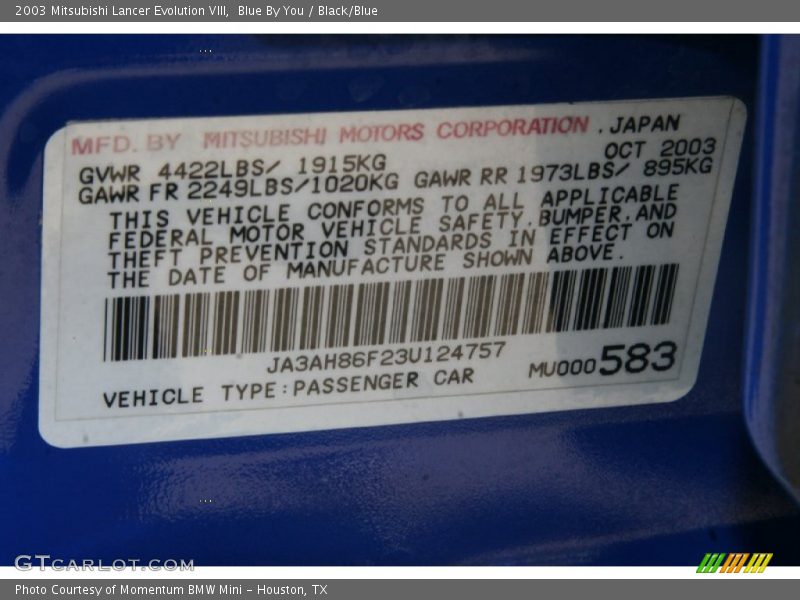 2003 Mitsubishi Lancer Evolution VIII,  Blue By You / Black/Blue
MFD. BY MITSUBISHI MOTORS CORPORATION . JAPAN
GVWR 4422LBS/ 1915KG OCT 2003
GAWR FR 2249LBS/1020KG GAWR RR 1973LBS/ 895KG
THIS VEHICLE CONFORMS TO ALL APPLICABLE
FEDERAL MOTOR VEHICLE SAFETY,BUMPER,AND
THEFT PREVENTION STANDARDS IN EFFECT ON
THE DATE OF MANUFACTURE SHOWN ABOVE.
JA3AH86F23U124757
VEHICLE TYPE:PASSENGER CAR MU000583
GTcarlot.com
Photo Courtesy of Momentum BMW Mini - Houston, TX